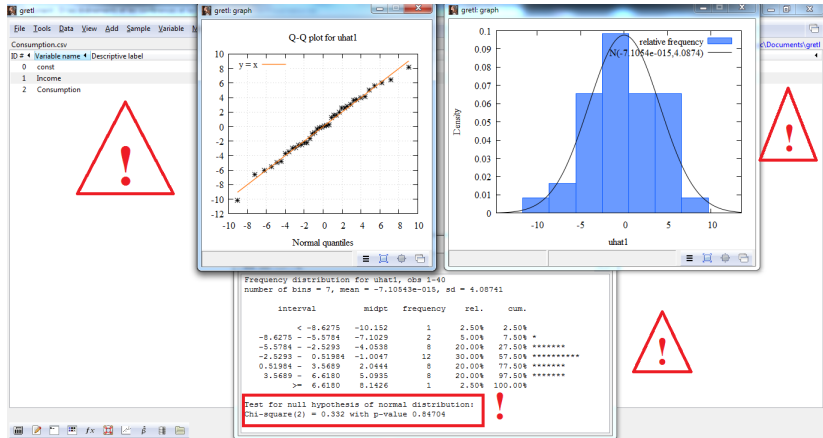 gretl
File Tools Data View Add Sample Variable
Consumption.csv
ID # Variable name Descriptive label
0 const
1 Income
2 Consumption
gretl: graph
Q-Q plot for uhat1
y = x
10
8
6
4
2
0
-2
-4
-6
-8
-10
-12
-10 -8 -6 -4 -2 0 2 4 6 8 10
Normal quantiles
gretl: graph
relative frequency
N(-7.1054e-015,4.0874)
Density
0.1
0.09
0.08
0.07
0.06
0.05
0.04
0.03
0.02
0.01
0
-10 -5 0 5 10
uhat1
c\Documents\gretl
!
!
Frequency distribution for uhat1, obs 1-40
number of bins = 7, mean = -7.10543e-015, sd = 4.08741
interval midpt frequency rel. cum.
< -8.6275 -10.152 1 2.50% 2.50%
-8.6275 - -5.5784 -7.1029 2 5.00% 7.50% *
-5.5784 - -2.5293 -4.0538 8 20.00% 27.50% *******
-2.5293 - 0.51984 -1.0047 12 30.00% 57.50% **********
0.51984 - 3.5689 2.0444 8 20.00% 77.50% *******
3.5689 - 6.6180 5.0935 8 20.00% 97.50% *******
>= 6.6180 8.1426 1 2.50% 100.00%
Test for null hypothesis of normal distribution:
Chi-square(2) = 0.332 with p-value 0.84704
!
!
fx
β̂